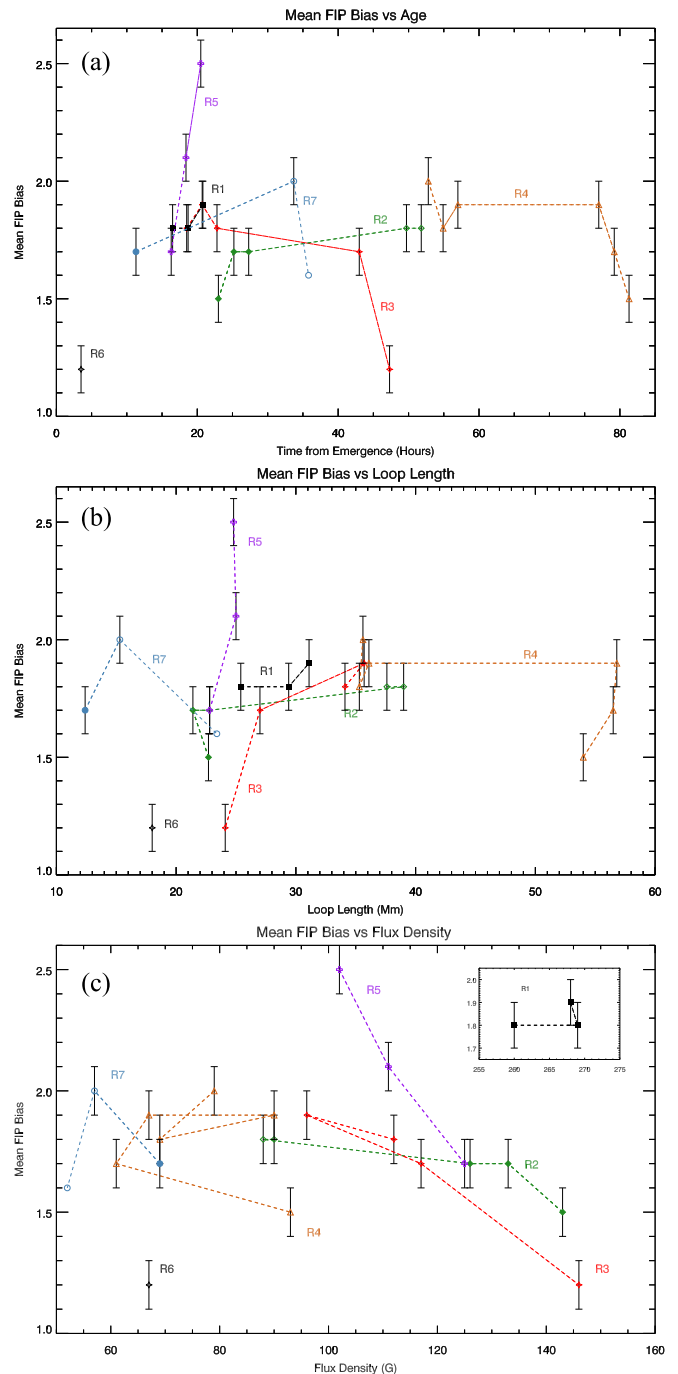 Mean FIP Bias vs Age
(a)
Mean FIP Bias
2.5
2.0
1.5
1.0
R5
R1
R7
R2
R4
R3
R6
0 20 40 60 80
Time from Emergence (Hours)
Mean FIP Bias vs Loop Length
(b)
Mean FIP Bias
2.5
2.0
1.5
1.0
R5
R7
R1
R4
R2
R3
R6
10 20 30 40 50 60
Loop Length (Mm)
Mean FIP Bias vs Flux Density
(c)
Mean FIP Bias
2.5
2.0
1.5
1.0
R5
R7
R2
R4
R6
R3
R1
2.0
1.9
1.8
1.7
255 260 265 270 275
60 80 100 120 140 160
Flux Density (G)